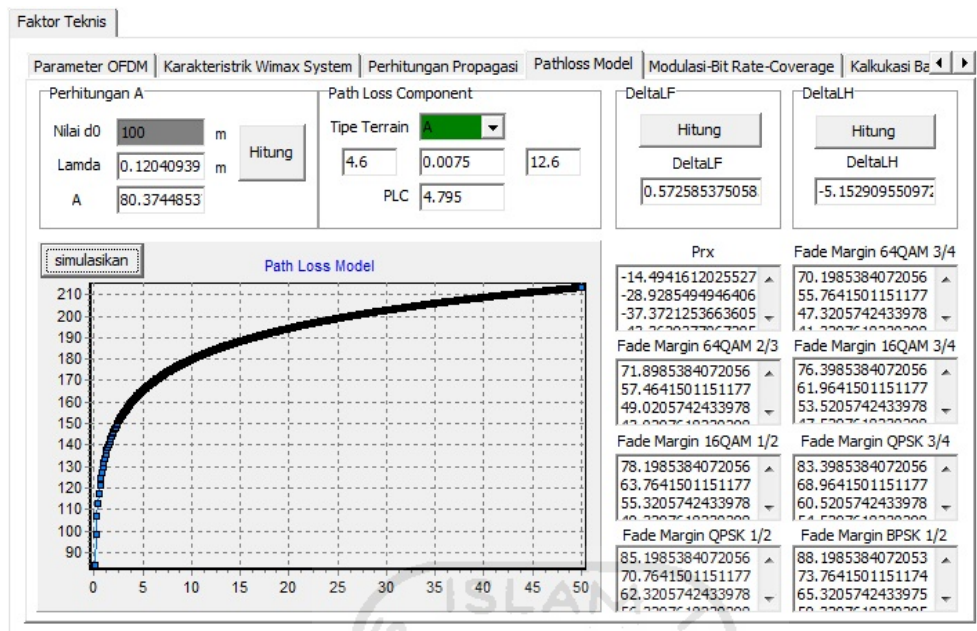 Faktor Teknis
Parameter OFDM Karakteristrik Wimax System Perhitungan Propagasi Pathloss Model Modulasi-Bit Rate-Coverage Kalkukasi Ba
Perhitungan A
Nilai d0 100 m
Lamda 0.12040939 m
A 80.3744853
Hitung
Path Loss Component
Tipe Terrain A
4.6 0.0075 12.6
PLC 4.795
DeltaLF
Hitung
DeltaLF
0.572585375058
DeltaLH
Hitung
DeltaLH
-5.152909550972
simulasikan
Path Loss Model
210
200
190
180
170
160
150
140
130
120
110
100
90
0 5 10 15 20 25 30 35 40 45 50
Prx
-14.4941612025527
-28.9285494946406
-37.3721253663605
Fade Margin 64QAM 3/4
70.1985384072056
55.7641501151177
47.3205742433978
Fade Margin 64QAM 2/3
71.8985384072056
57.4641501151177
49.0205742433978
Fade Margin 16QAM 3/4
76.3985384072056
61.9641501151177
53.5205742433978
Fade Margin 16QAM 1/2
78.1985384072056
63.7641501151177
55.3205742433978
Fade Margin QPSK 3/4
83.3985384072056
68.9641501151177
60.5205742433978
Fade Margin QPSK 1/2
85.1985384072056
70.7641501151177
62.3205742433978
Fade Margin BPSK 1/2
88.1985384072053
73.7641501151174
65.3205742433975
ISLAM